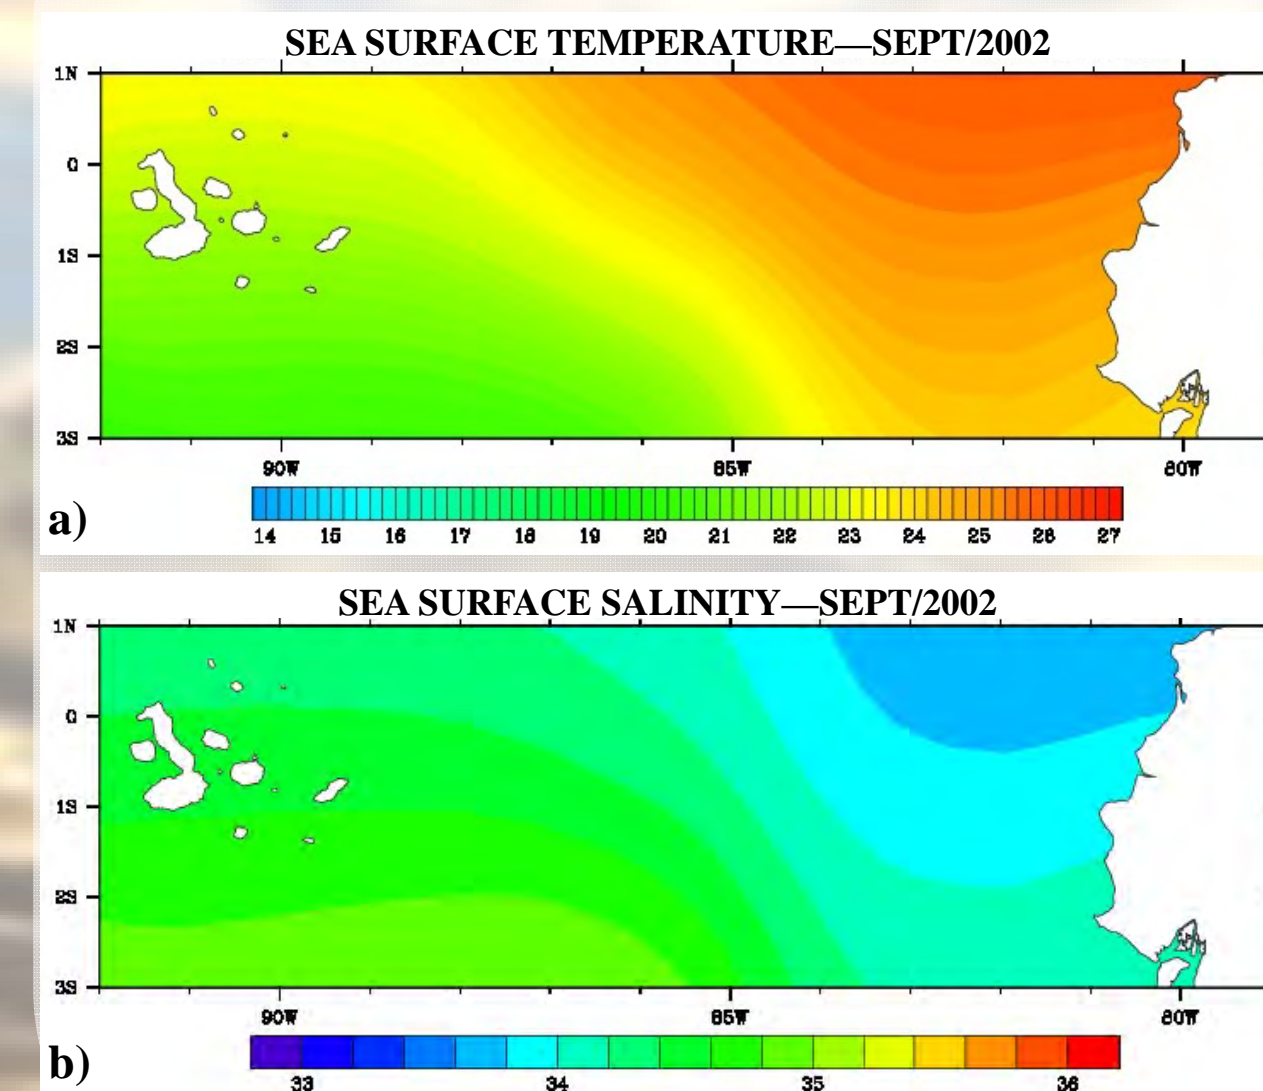 SEA SURFACE TEMPERATURE—SEPT/2002
1N
0
1S
2S
3S
90W 85W 80W
14 15 16 17 18 19 20 21 22 23 24 25 26 27
a)
SEA SURFACE SALINITY—SEPT/2002
1N
0
1S
2S
3S
90W 85W 80W
b)
33 34 35 36